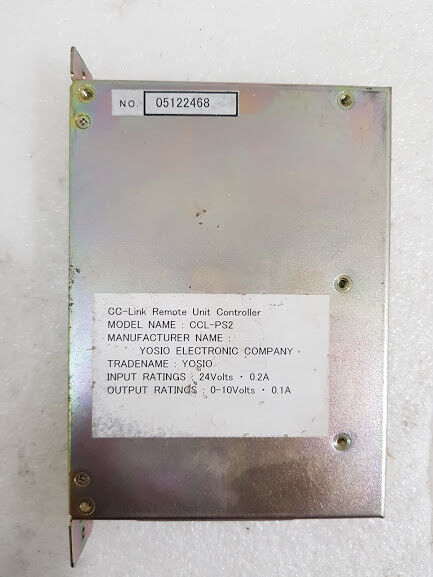 NO. 05122468
CC-Link Remote Unit Controller
MODEL NAME : CCL-PS2
MANUFACTURER NAME :
YOSIO ELECTRONIC COMPANY
TRADENAME : YOSIO
INPUT RATINGS : 24Volts · 0.2A
OUTPUT RATINGS : 0-10Volts · 0.1A